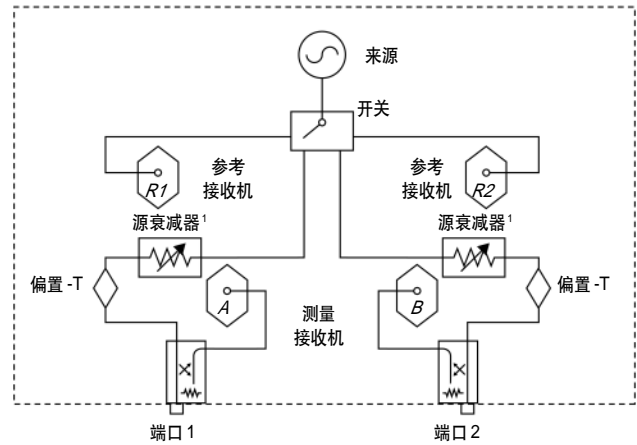 来源
开关
参考
接收机
R1
参考
接收机
R2
源衰减器¹
源衰减器¹
偏置 -T
A
测量
接收机
B
偏置 -T
端口 1
端口 2